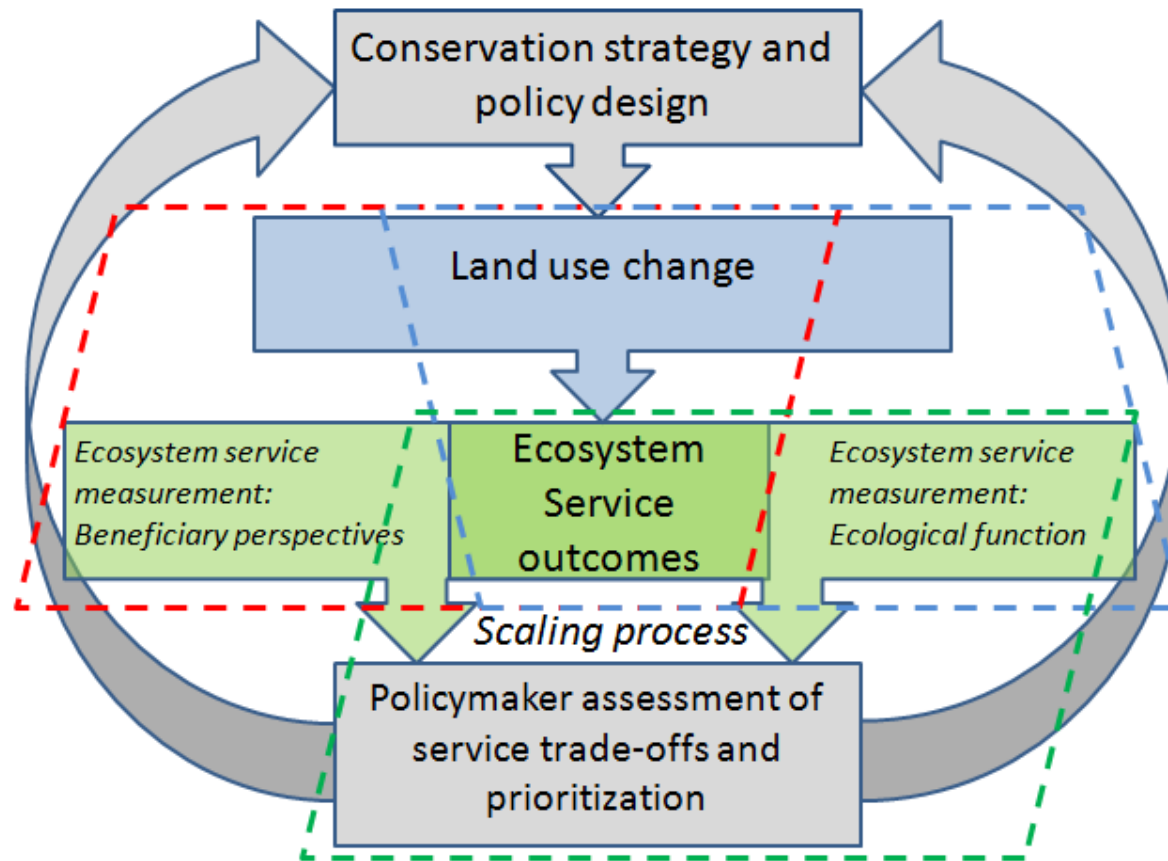 Conservation strategy and
policy design
Land use change
Ecosystem service
measurement:
Beneficiary perspectives
Ecosystem
Service
outcomes
Ecosystem service
measurement:
Ecological function
Scaling process
Policymaker assessment of
service trade-offs and
prioritization